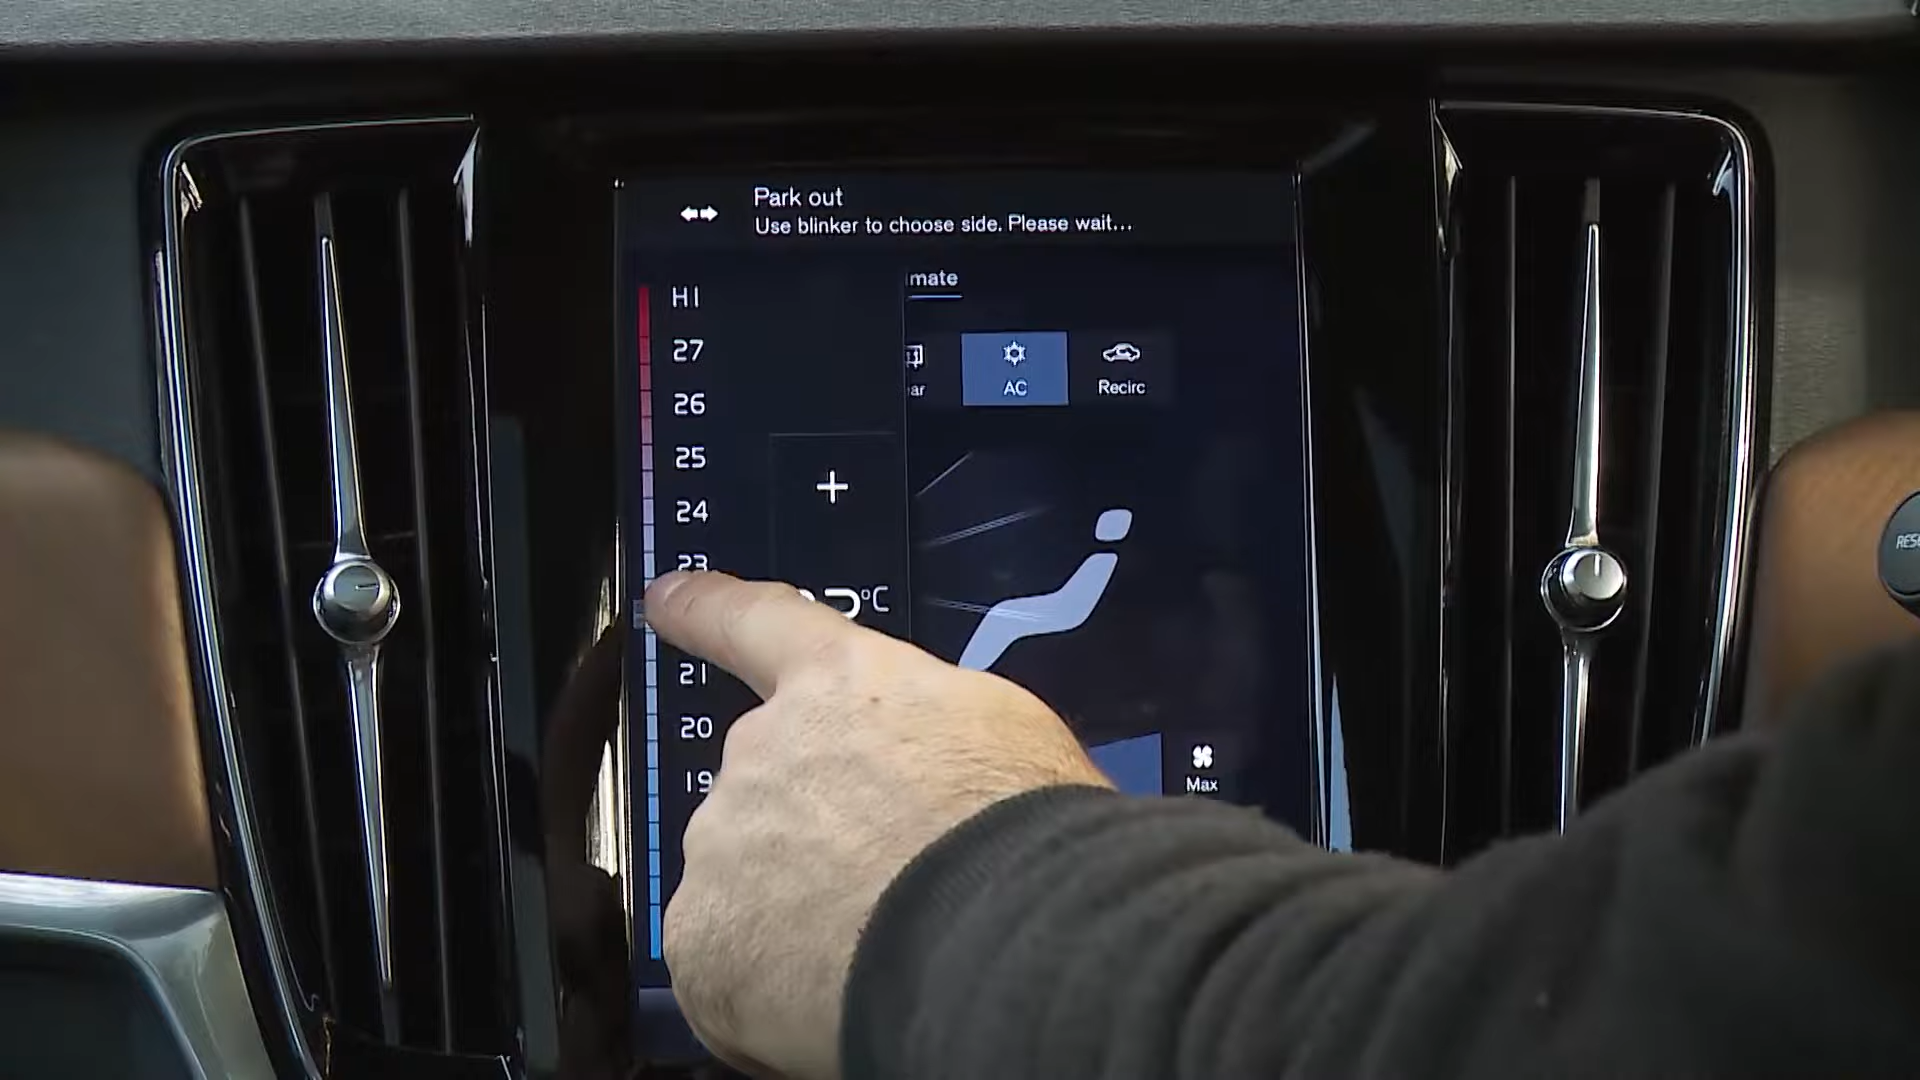 Park out
Use blinker to choose side. Please wait...
mate
HI
27
26
25
24
23
21
20
19
+
°C
ar
AC
Recirc
Max